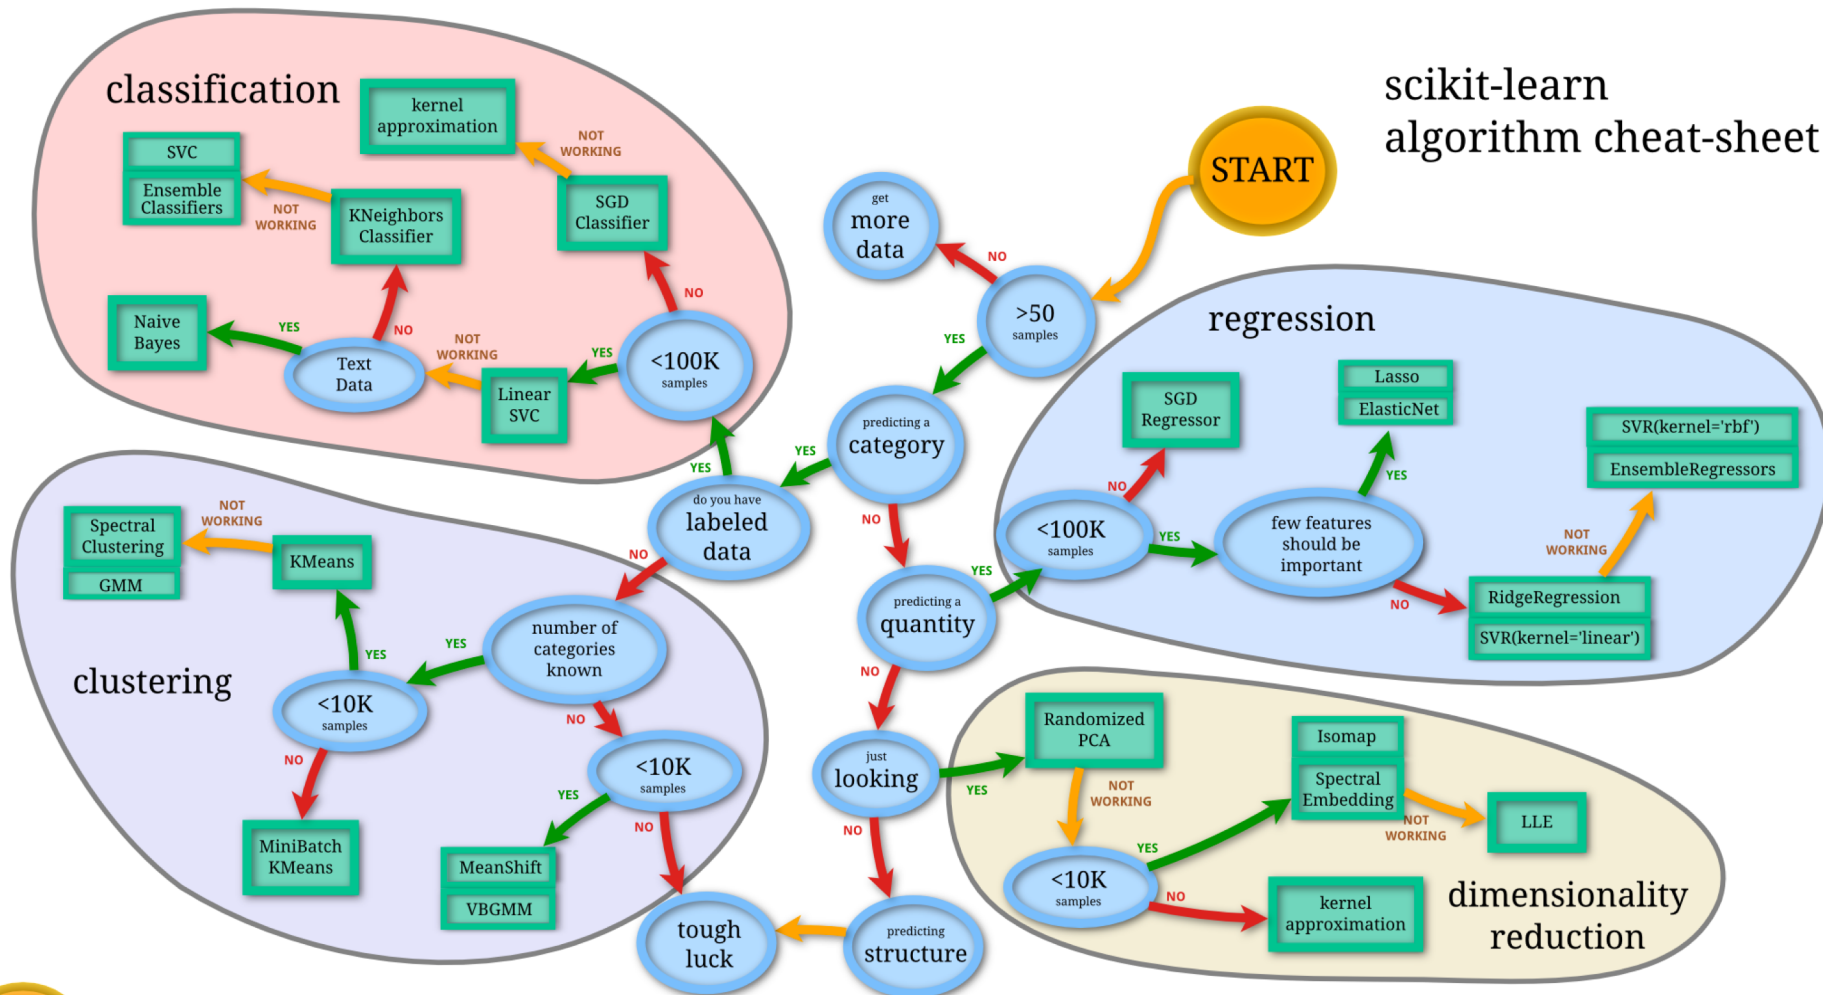 scikit-learn
algorithm cheat-sheet
START
>50
samples
NO
get
more
data
YES
predicting a
category
YES
do you have
labeled
data
YES
classification
<100K
samples
NO
SGD
Classifier
NOT
WORKING
kernel
approximation
YES
Linear
SVC
NOT
WORKING
Text
Data
YES
Naive
Bayes
NO
KNeighbors
Classifier
NOT
WORKING
SVC
Ensemble
Classifiers
NO
clustering
number of
categories
known
YES
<10K
samples
YES
KMeans
NOT
WORKING
Spectral
Clustering
GMM
NO
MiniBatch
KMeans
NO
<10K
samples
YES
MeanShift
VBGMM
NO
tough
luck
NO
predicting a
quantity
YES
regression
<100K
samples
NO
SGD
Regressor
YES
few features
should be
important
YES
Lasso
ElasticNet
NO
RidgeRegression
SVR(kernel='linear')
NOT
WORKING
SVR(kernel='rbf')
EnsembleRegressors
NO
just
looking
YES
dimensionality
reduction
Randomized
PCA
NOT
WORKING
<10K
samples
YES
Isomap
Spectral
Embedding
NOT
WORKING
LLE
NO
kernel
approximation
NO
predicting
structure